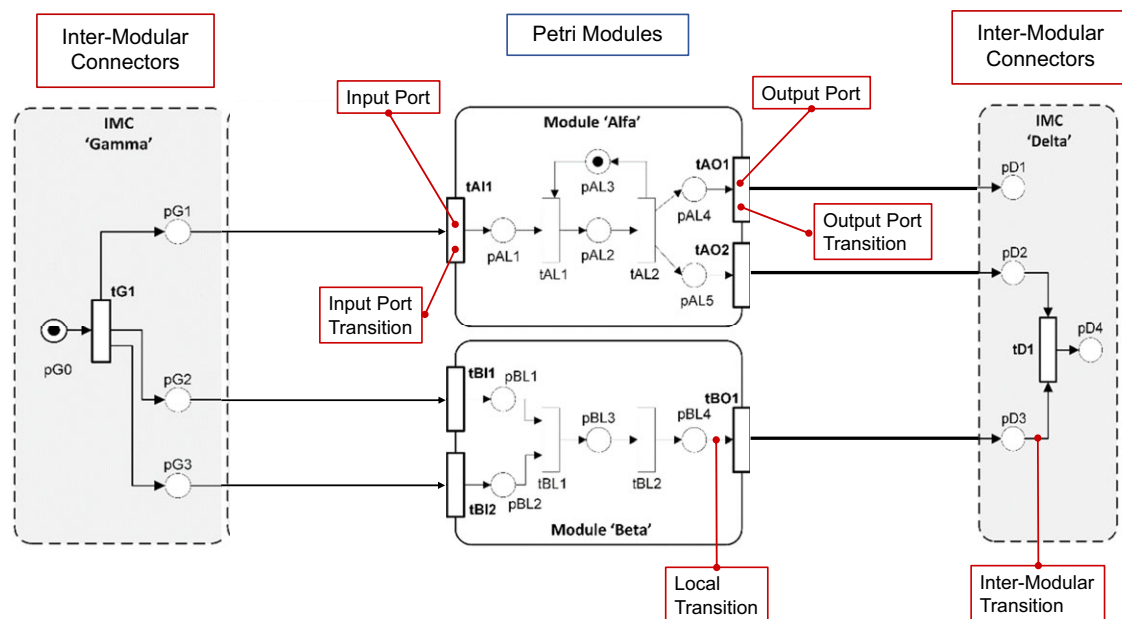 Inter-Modular
Connectors
Petri Modules
Inter-Modular
Connectors
Input Port
Output Port
IMC
'Gamma'
Module 'Alfa'
IMC
'Delta'
tAI1
pAL3
tAO1
pD1
pG1
pAL4
Output Port
Transition
pAL1
pAL2
tAO2
pD2
tAL1
tAL2
tG1
Input Port
Transition
pAL5
pD4
tD1
pG0
tBI1
pBL1
pG2
tBO1
pBL3
pBL4
pD3
pG3
tBL1
tBL2
tBI2
pBL2
Module 'Beta'
Local
Transition
Inter-Modular
Transition